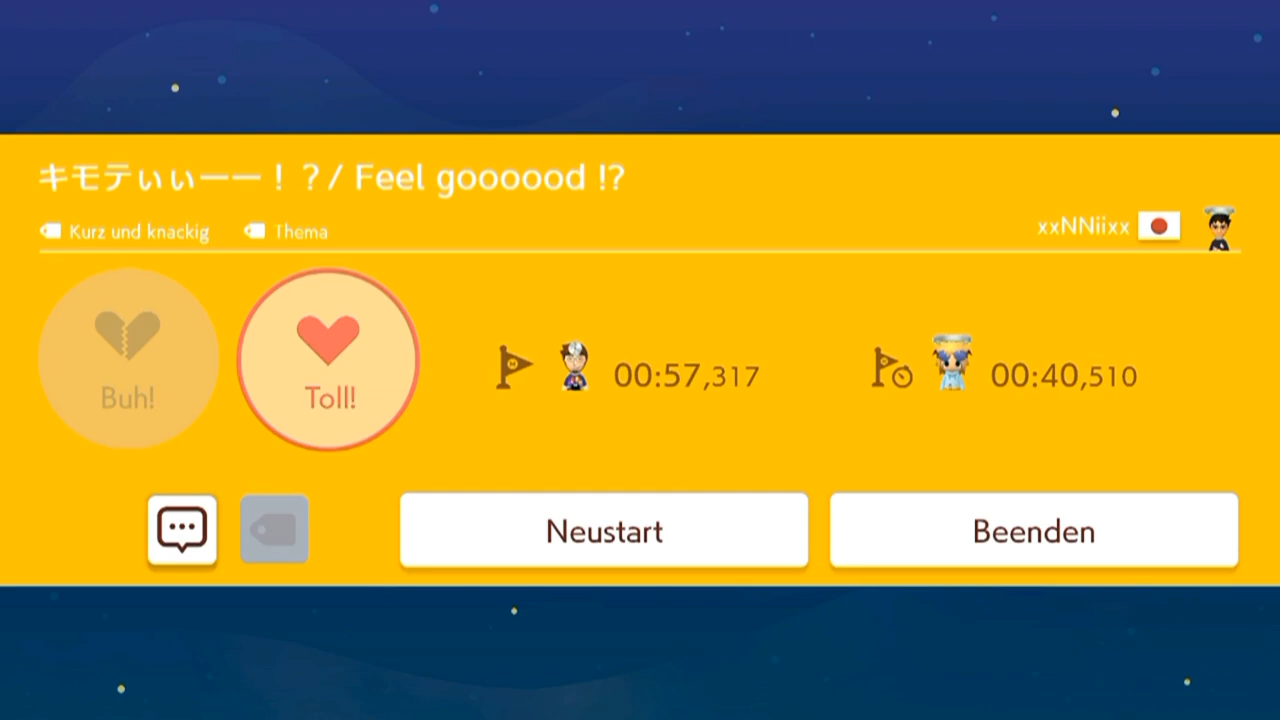 キモテぃぃーー！？/ Feel goooood !?
Kurz und knackig
Thema
xxNNiixx
Buh!
Toll!
M
00:57,317
00:40,510
Neustart
Beenden